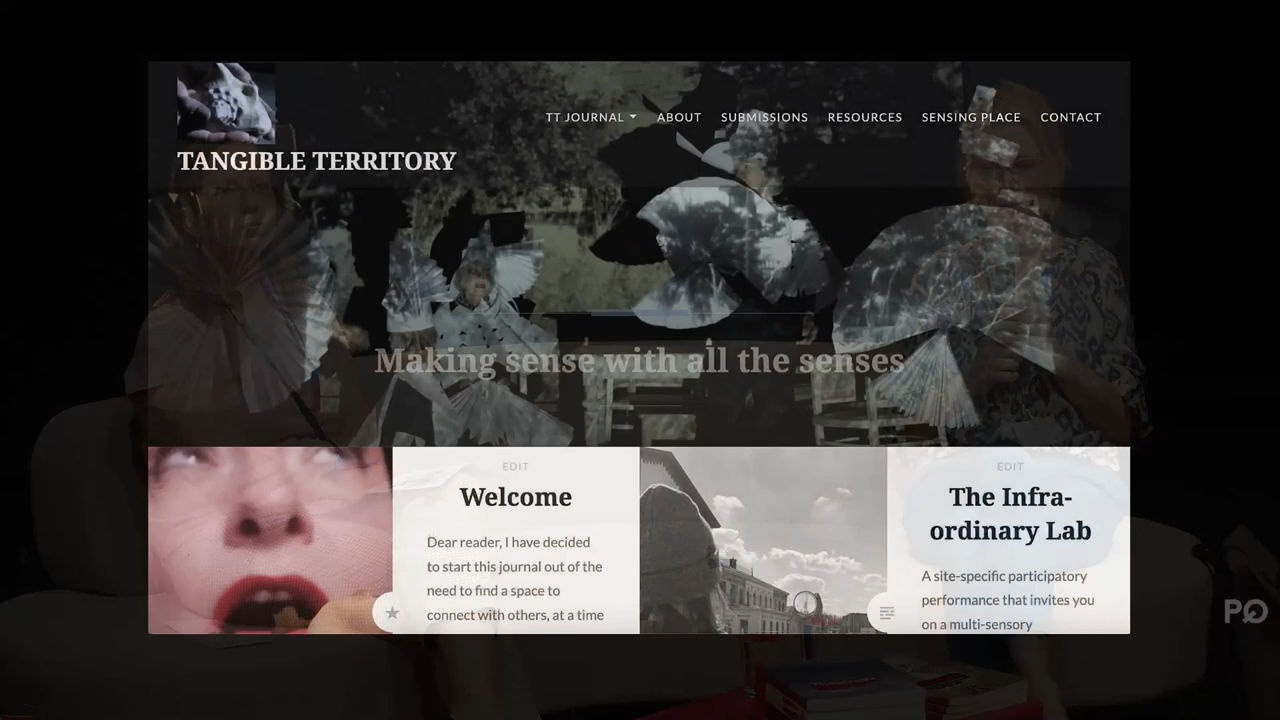 TT JOURNAL ABOUT SUBMISSIONS RESOURCES SENSING PLACE CONTACT
TANGIBLE TERRITORY
Making sense with all the senses
EDIT
Welcome
Dear reader, I have decided
to start this journal out of the
need to find a space to
connect with others, at a time
EDIT
The Infra-
ordinary Lab
A site-specific participatory
performance that invites you
on a multi-sensory
PQ